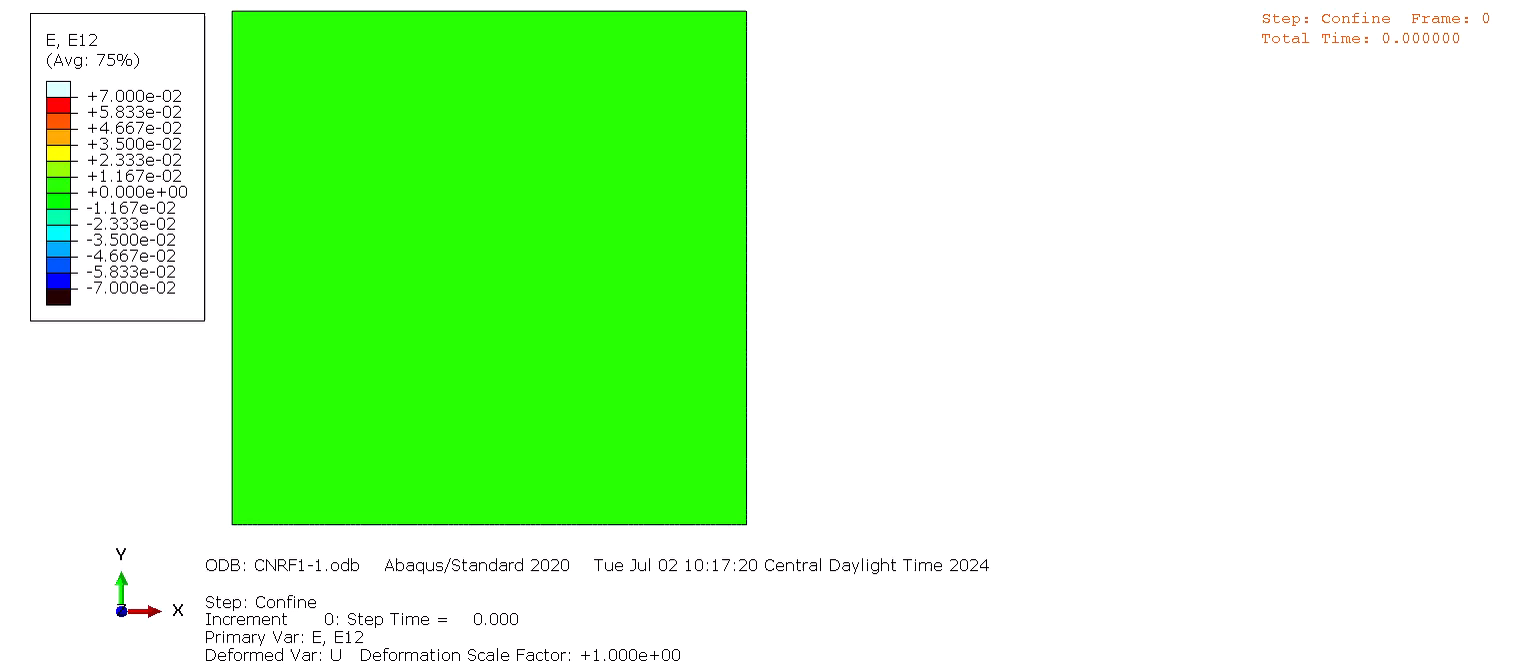 E, E12
(Avg: 75%)
+7.000e-02
+5.833e-02
+4.667e-02
+3.500e-02
+2.333e-02
+1.167e-02
+0.000e+00
-1.167e-02
-2.333e-02
-3.500e-02
-4.667e-02
-5.833e-02
-7.000e-02
Step: Confine Frame: 0
Total Time: 0.000000
Y
X
ODB: CNRF1-1.odb Abaqus/Standard 2020 Tue Jul 02 10:17:20 Central Daylight Time 2024
Step: Confine
Increment 0: Step Time = 0.000
Primary Var: E, E12
Deformed Var: U Deformation Scale Factor: +1.000e+00